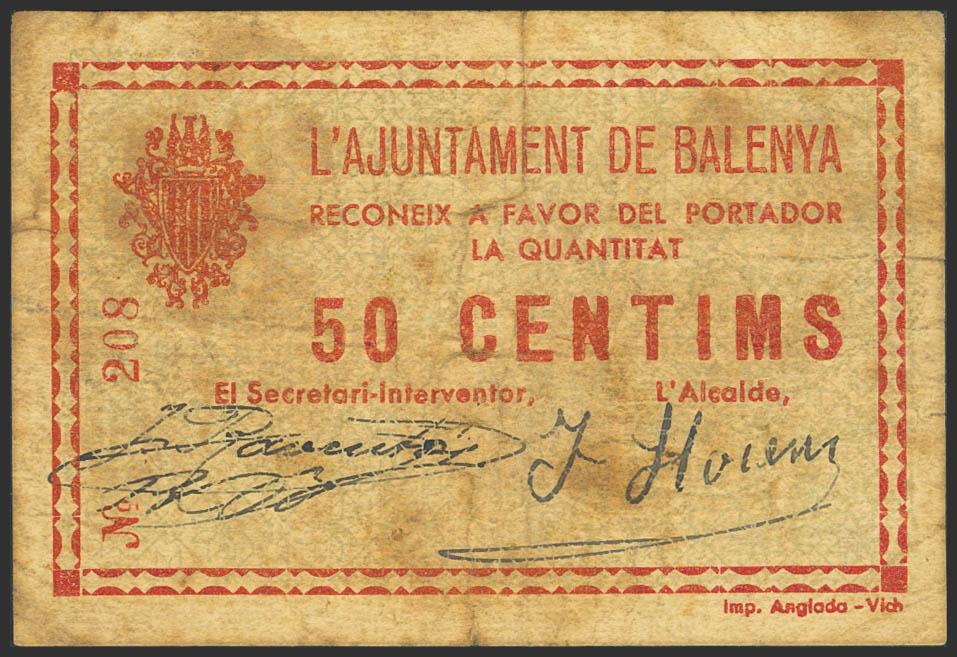 L'AJUNTAMENT DE BALENYA
RECONEIX A FAVOR DEL PORTADOR
LA QUANTITAT
50 CENTIMS
El Secretari-Interventor,
L'Alcalde,
Nº 208
Imp. Anglada - Vich